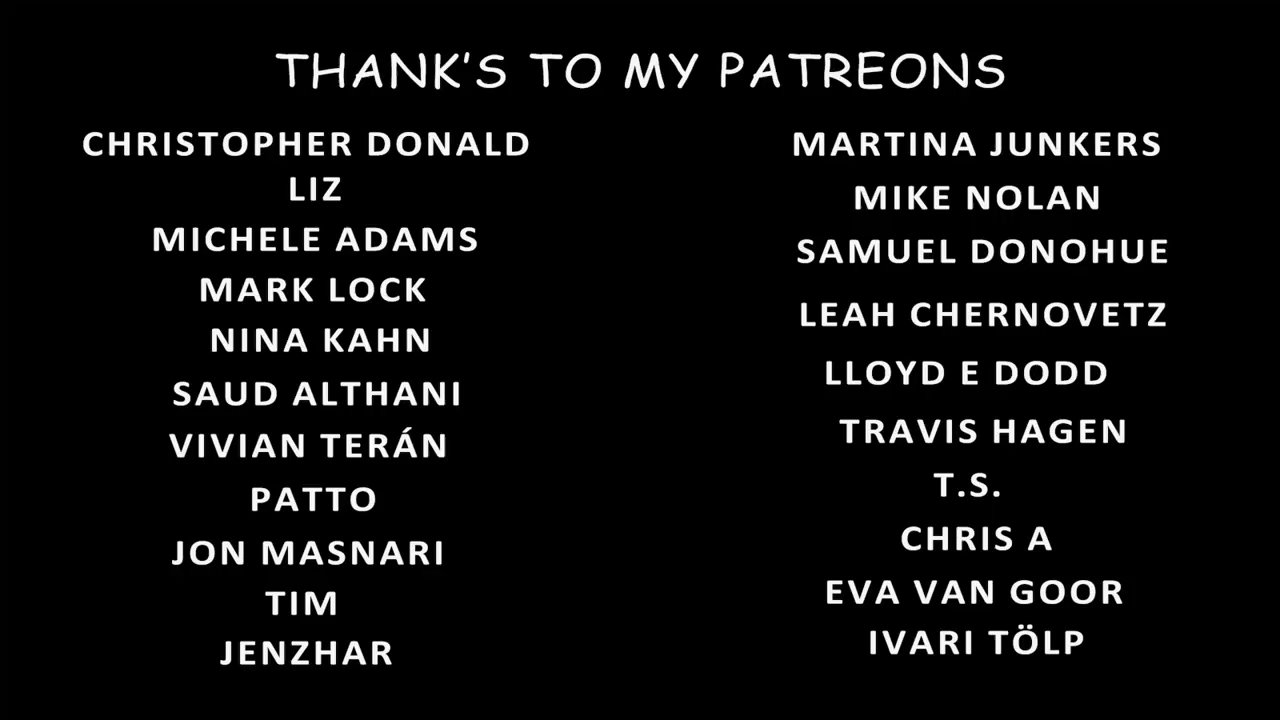 THANK'S TO MY PATREONS
CHRISTOPHER DONALD
LIZ
MICHELE ADAMS
MARK LOCK
NINA KAHN
SAUD ALTHANI
VIVIAN TERÁN
PATTO
JON MASNARI
TIM
JENZHAR
MARTINA JUNKERS
MIKE NOLAN
SAMUEL DONOHUE
LEAH CHERNOVETZ
LLOYD E DODD
TRAVIS HAGEN
T.S.
CHRIS A
EVA VAN GOOR
IVARI TÖLP